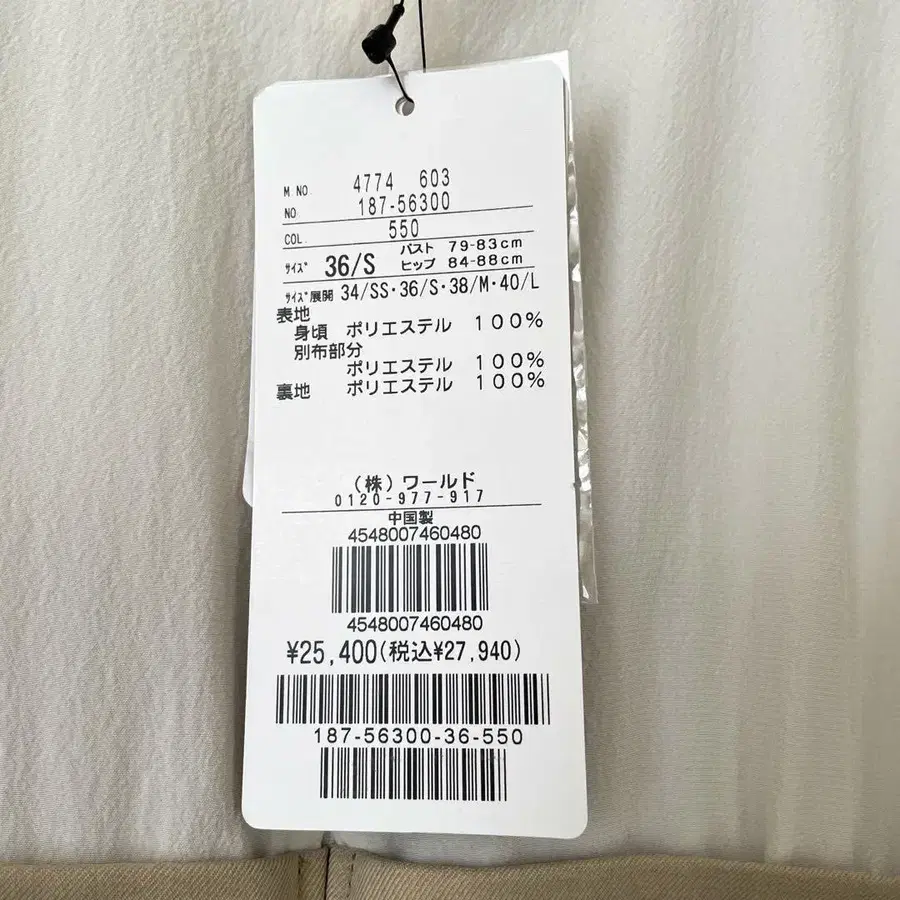 M.NO. 4774 603
NO. 187-56300
COL. 550
ｻｲｽﾞ 36/S バスト 79-83cm
ヒップ 84-88cm
ｻｲｽﾞ展開 34/SS・36/S・38/M・40/L
表地
身頃 ポリエステル 100%
別布部分
ポリエステル 100%
裏地 ポリエステル 100%
(株)ワールド
0120-977-917
中国製
4548007460480
4548007460480
¥25,400(税込¥27,940)
187-56300-36-550